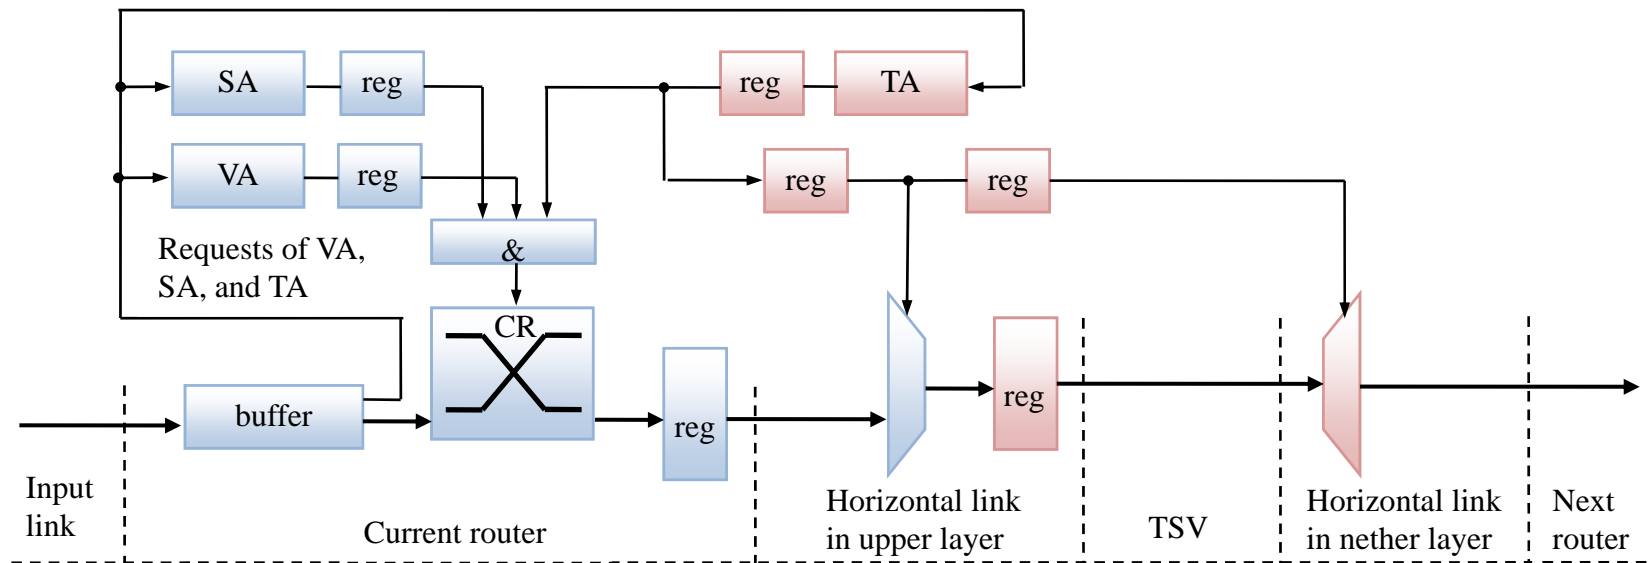 SA
reg
reg
TA
VA
reg
reg
reg
Requests of VA,
SA, and TA
&
CR
buffer
reg
reg
Input
link
Current router
Horizontal link
in upper layer
TSV
Horizontal link
in nether layer
Next
router